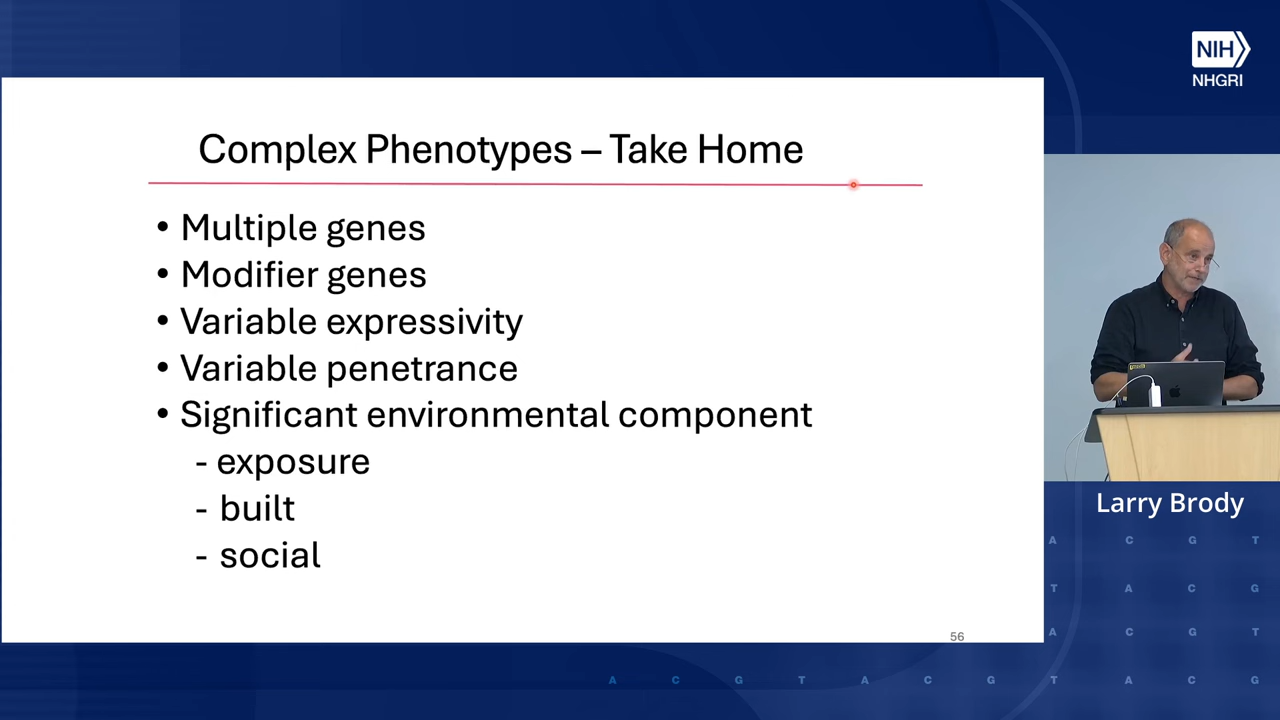 NIH
NHGRI
Complex Phenotypes – Take Home
• Multiple genes
• Modifier genes
• Variable expressivity
• Variable penetrance
• Significant environmental component
- exposure
- built
- social
56
Larry Brody
A C G T
T A C G
A C G T
A C G T A C G T A C G